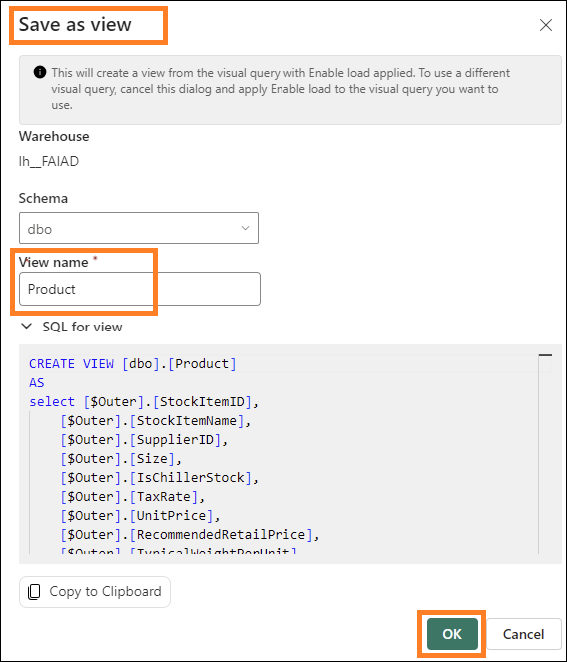 Save as view
This will create a view from the visual query with Enable load applied. To use a different
visual query, cancel this dialog and apply Enable load to the visual query you want to
use.
Warehouse
lh__FAIAD
Schema
dbo
View name *
Product
SQL for view
CREATE VIEW [dbo].[Product]
AS
select [$Outer].[StockItemID],
[$Outer].[StockItemName],
[$Outer].[SupplierID],
[$Outer].[Size],
[$Outer].[IsChillerStock],
[$Outer].[TaxRate],
[$Outer].[UnitPrice],
[$Outer].[RecommendedRetailPrice],
[$Outer].[TypicalWeightPerUnit]
Copy to Clipboard
OK
Cancel